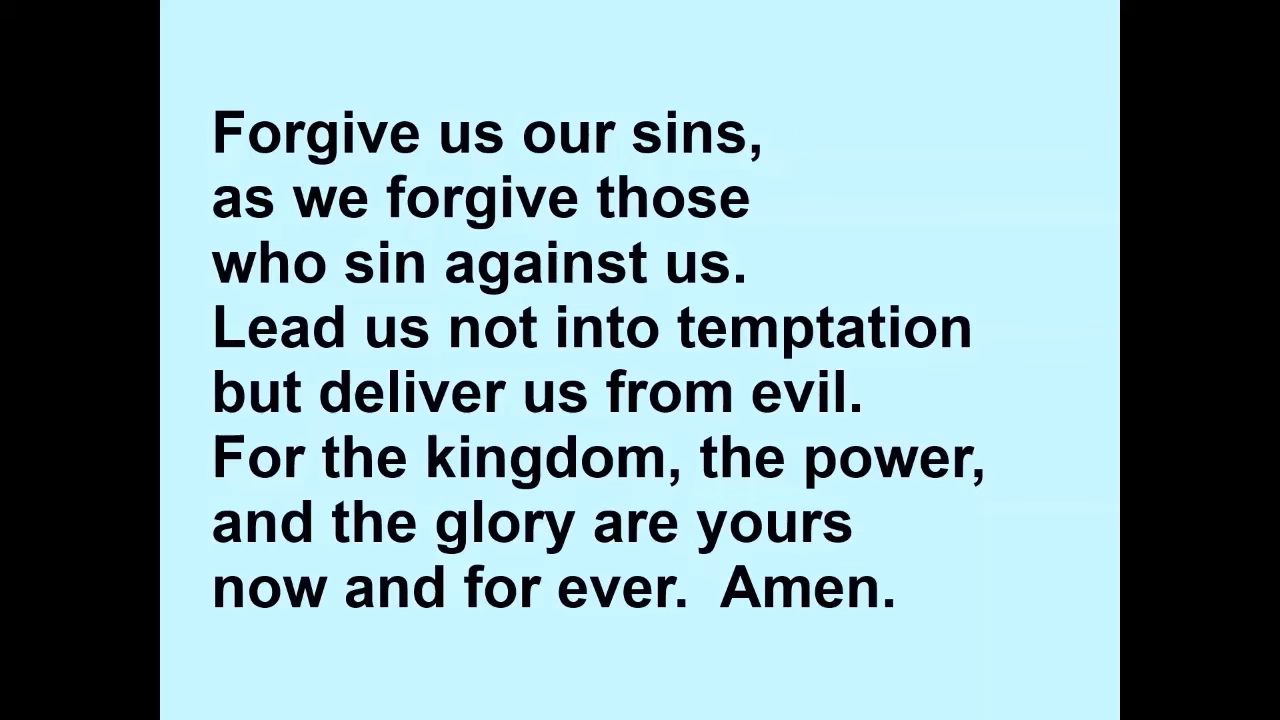 Forgive us our sins,
as we forgive those
who sin against us.
Lead us not into temptation
but deliver us from evil.
For the kingdom, the power,
and the glory are yours
now and for ever.  Amen.